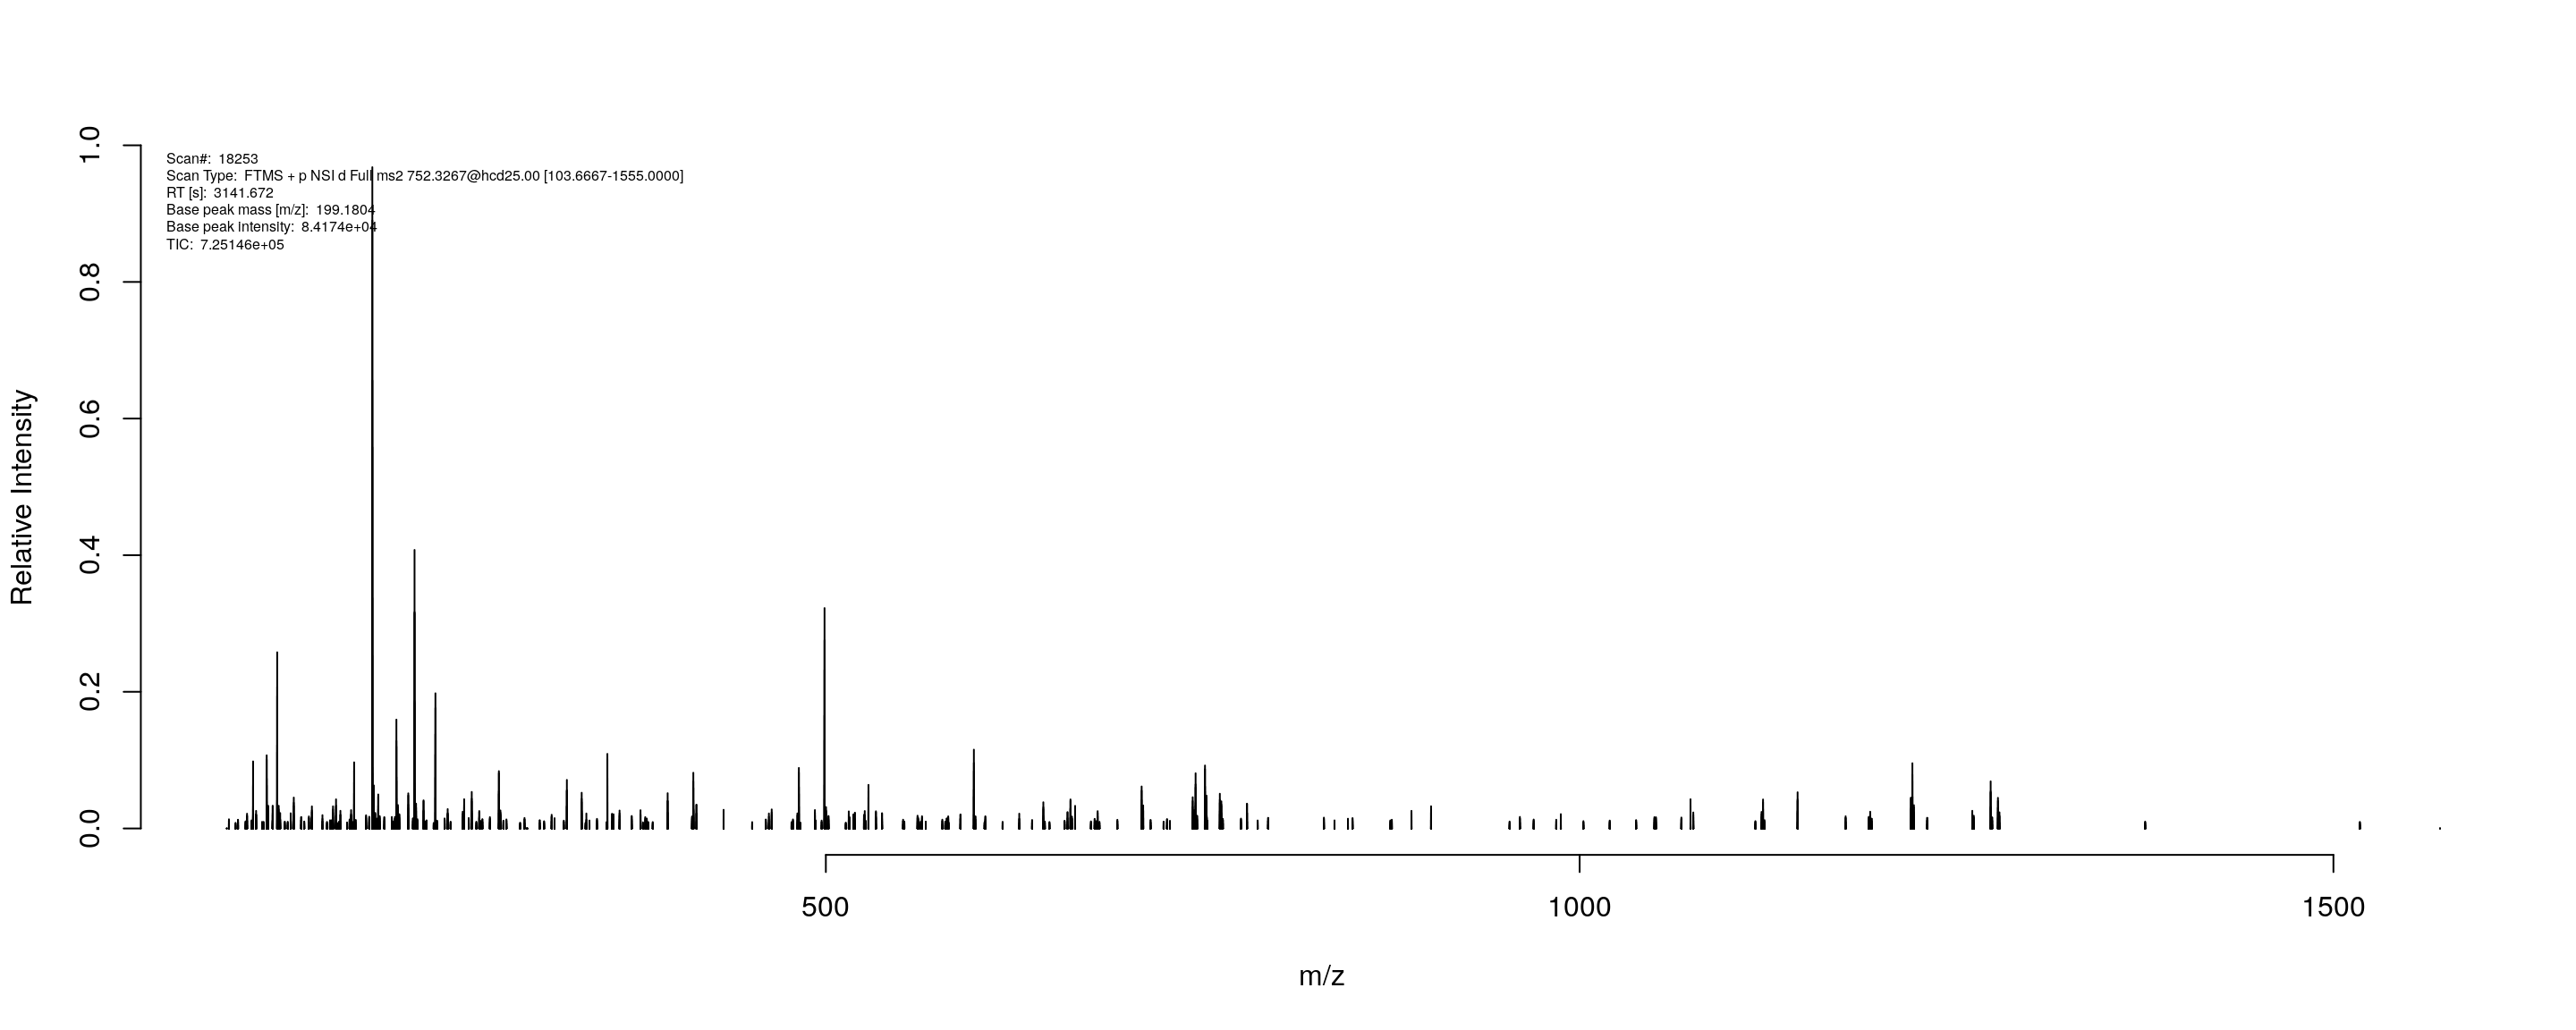 Scan#: 18253
Scan Type: FTMS + p NSI d Full ms2 752.3267@hcd25.00 [103.6667-1555.0000]
RT [s]: 3141.672
Base peak mass [m/z]: 199.1804
Base peak intensity: 8.4174e+04
TIC: 7.25146e+05
Relative Intensity
1.0
0.8
0.6
0.4
0.2
0.0
500
1000
1500
m/z